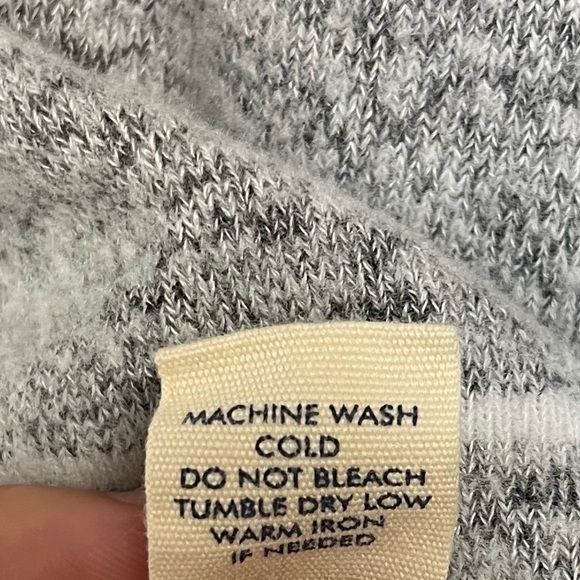 MACHINE WASH
COLD
DO NOT BLEACH
TUMBLE DRY LOW
WARM IRON
IF NEEDED